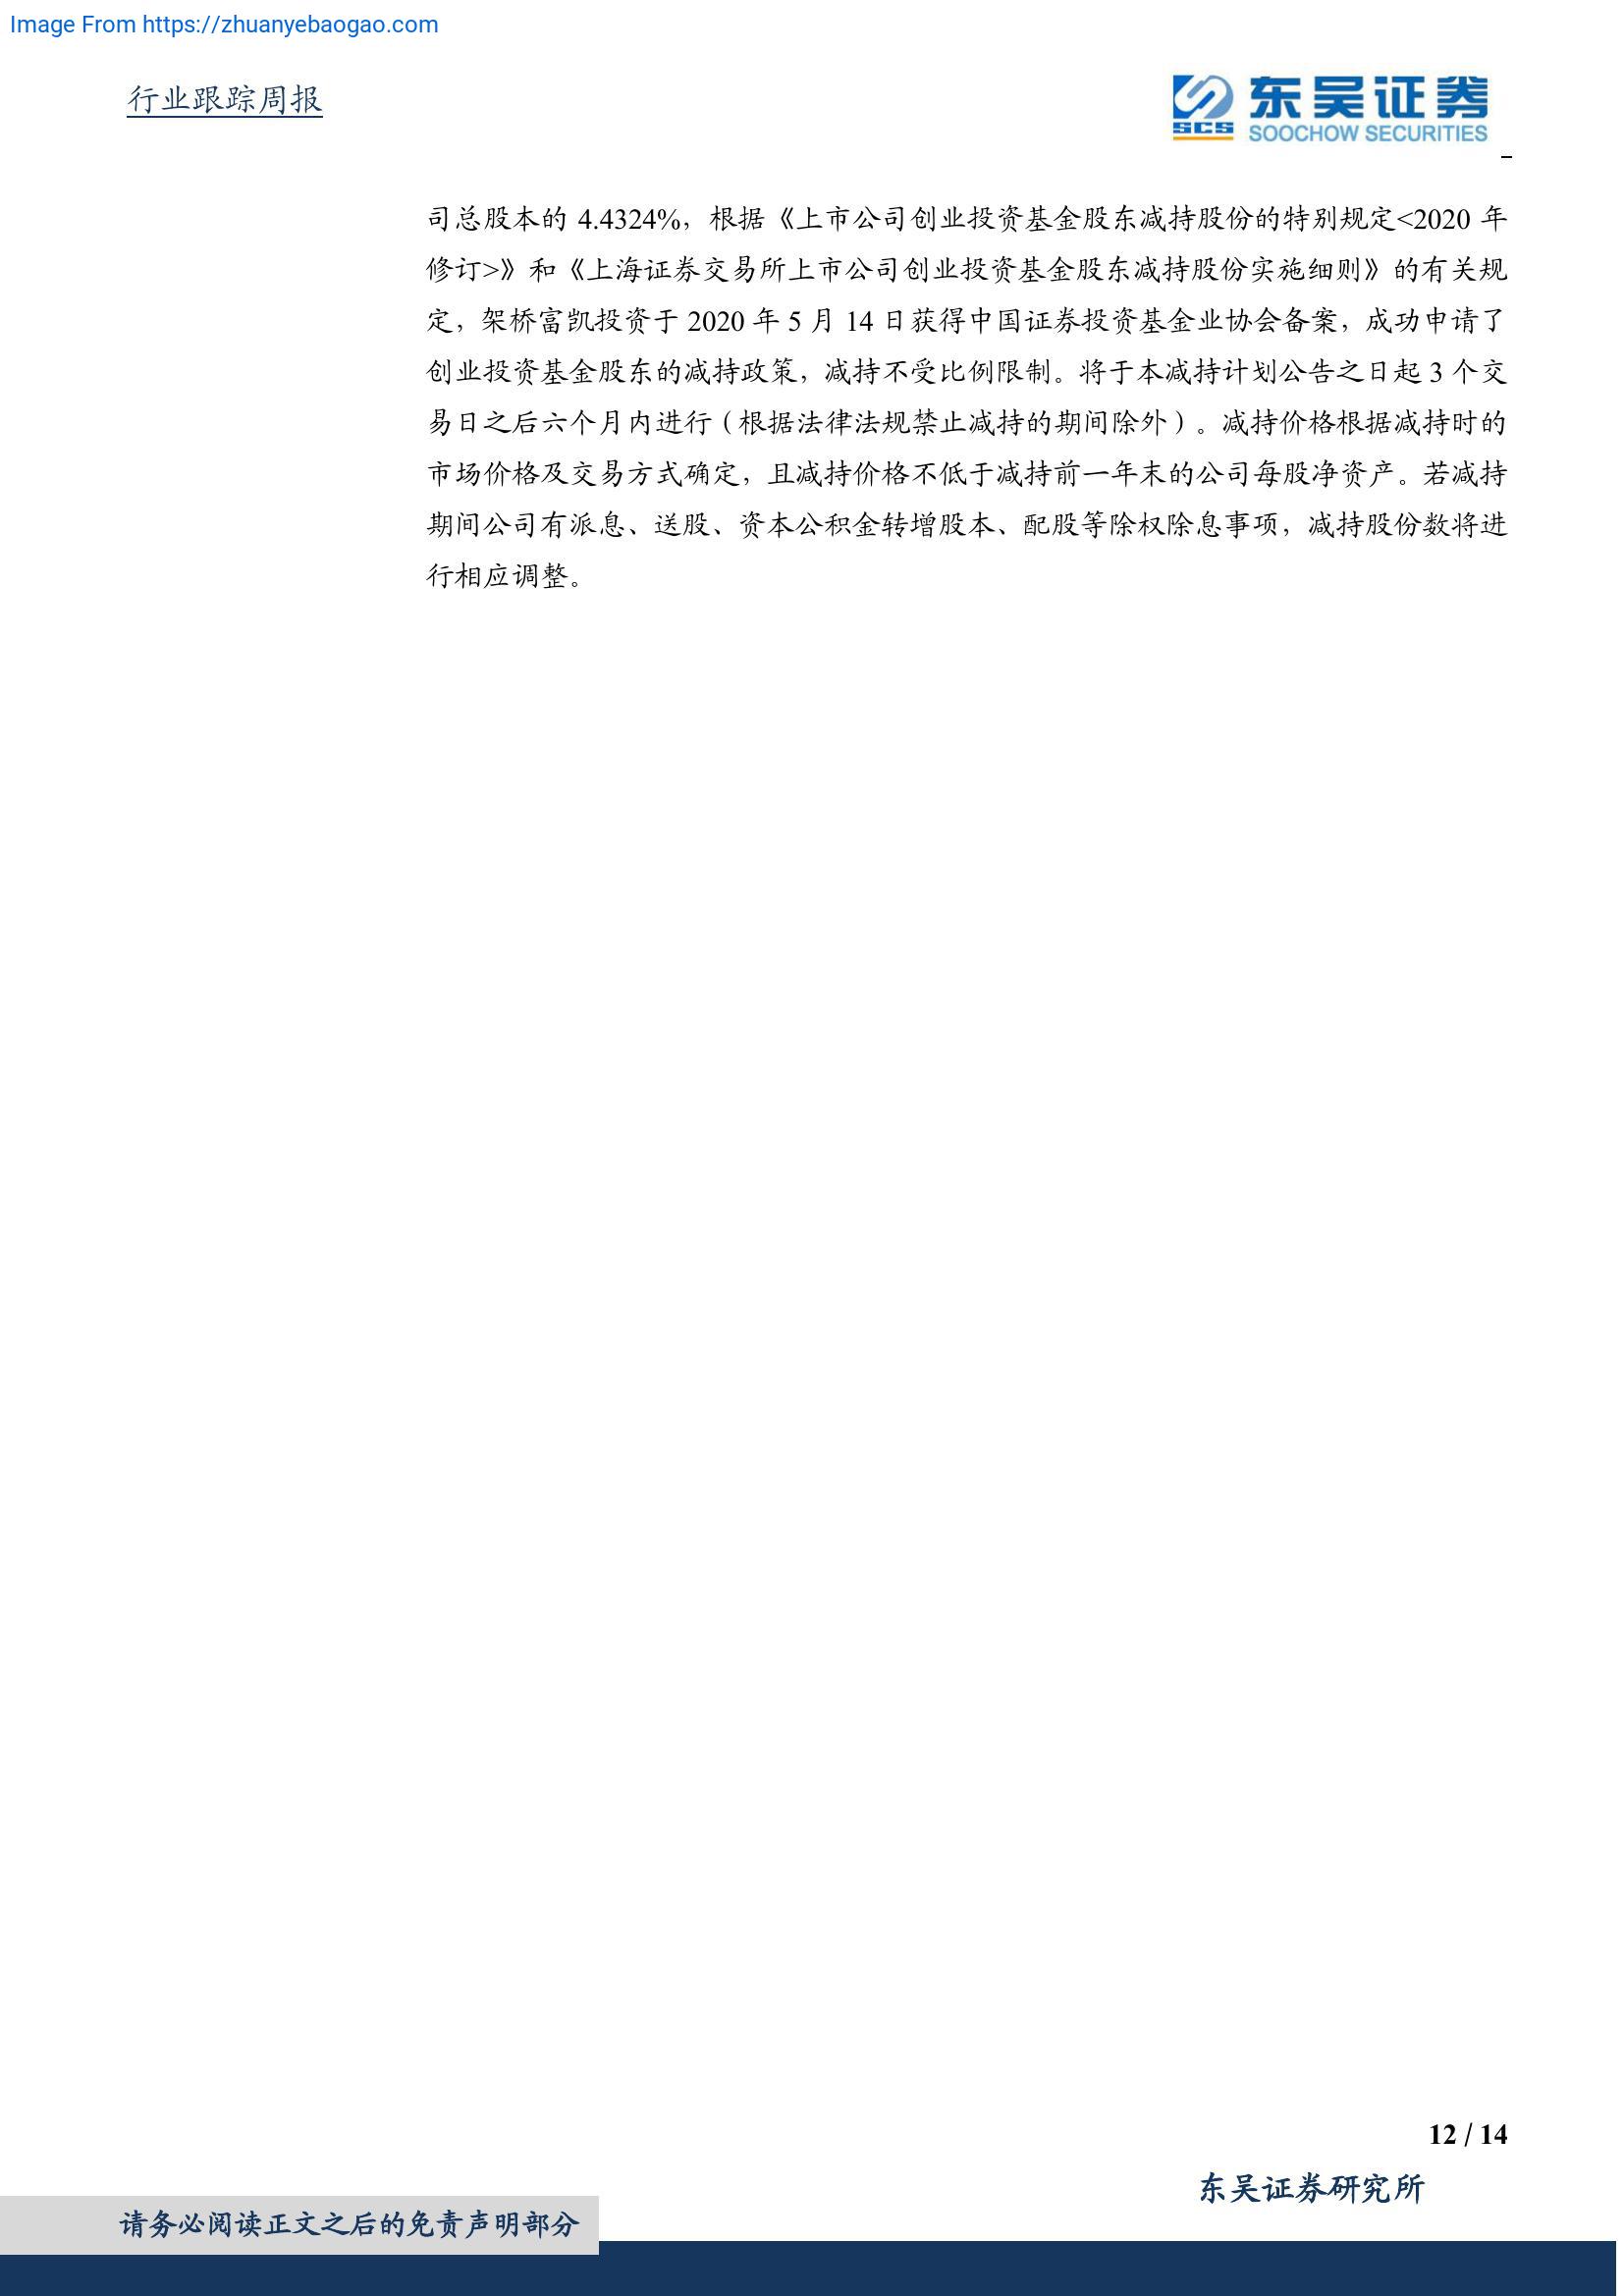 Image From https://zhuanyebaogao.com
行业跟踪周报
SCS 东吴证券
SOOCHOW SECURITIES
司总股本的 4.4324%，根据《上市公司创业投资基金股东减持股份的特别规定<2020 年
修订>》和《上海证券交易所上市公司创业投资基金股东减持股份实施细则》的有关规
定，架桥富凯投资于 2020 年 5 月 14 日获得中国证券投资基金业协会备案，成功申请了
创业投资基金股东的减持政策，减持不受比例限制。将于本减持计划公告之日起 3 个交
易日之后六个月内进行（根据法律法规禁止减持的期间除外）。减持价格根据减持时的
市场价格及交易方式确定，且减持价格不低于减持前一年末的公司每股净资产。若减持
期间公司有派息、送股、资本公积金转增股本、配股等除权除息事项，减持股份数将进
行相应调整。
12 / 14
东吴证券研究所
请务必阅读正文之后的免责声明部分